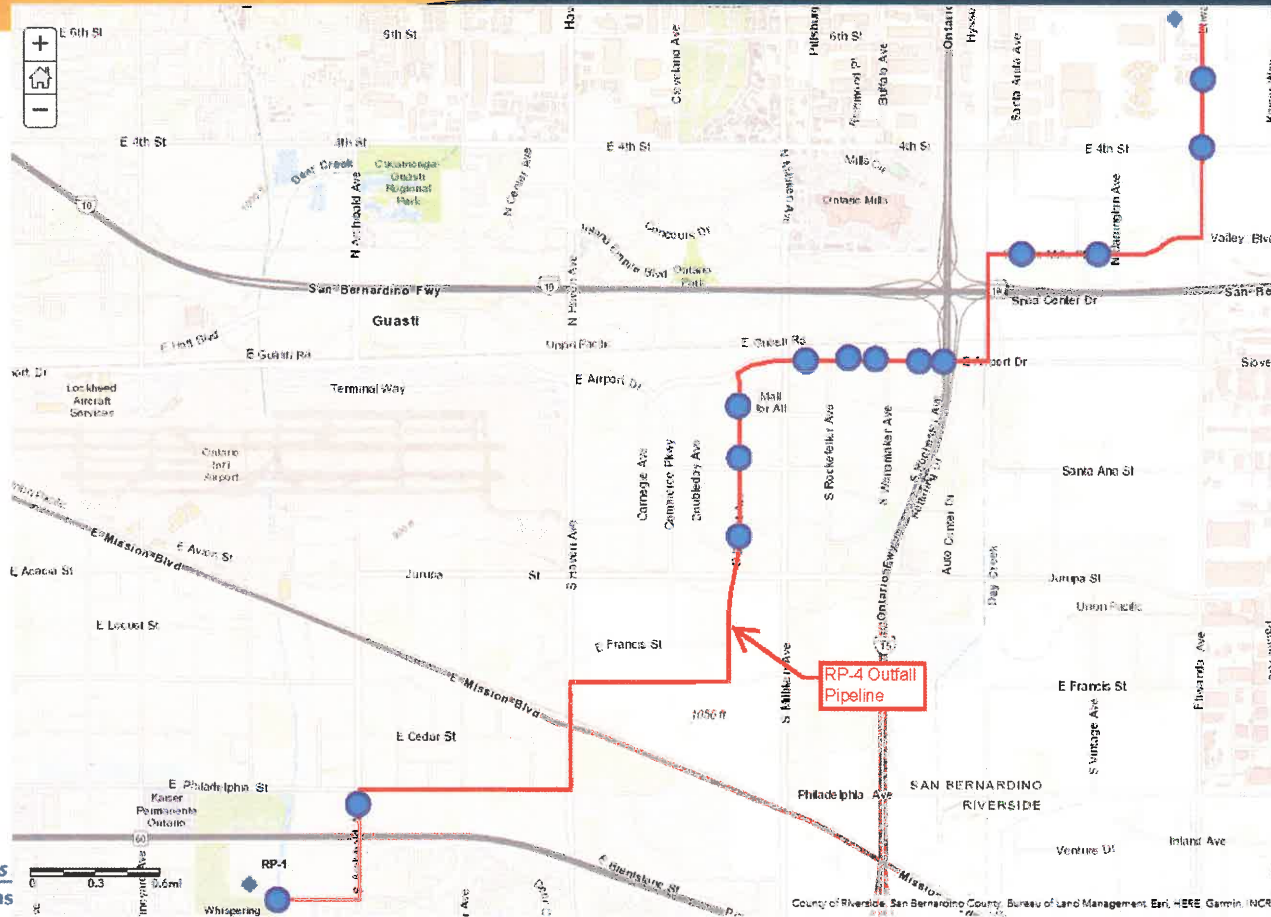 +
E 6th St
6th St
Cleveland Ave
Pittsburg
6th St
Buffalo Ave
Ontario
Santa Anita Ave
−
E 4th St
4th St
E 4th St
4th St
E 4th St
Deer Creek
Cucamonga-
Guasti
Regional
Park
N Archibald Ave
N Center Ave
Mills Cir
Ontario Mills
10
Concours Dr
Inland Empire Blvd
Ontario
Park
N Haven Ave
Valley Blvd
San Bernardino Fwy
10
10
Guasti
Union Pacific
E Guasti Rd
E Guasti Rd
E Airport Dr
E Airport Dr
Terminal Way
Lockheed
Aircraft
Services
Mall
for All
Ontario
Int'l
Airport
Carnegie Ave
Commerce Pkwy
Doubleday Ave
S Rockefeller Ave
S Wanamaker Ave
Santa Ana St
Auto Center Dr
Day Creek
E Mission Blvd
E Avion St
E Acacia St
Jurupa
St
S Haven Ave
Jurupa St
Union Pacific
E Locust St
E Francis St
Ontario Fwy
15
RP-4 Outfall
Pipeline
E Francis St
Etiwanda Ave
S Milliken Ave
S Vintage Ave
E Mission Blvd
1056 ft
E Cedar St
E Philadelphia St
Kaiser
Permanente
Ontario
Philadelphia Ave
SAN BERNARDINO
RIVERSIDE
60
Venture Dr
Inland Ave
RP-1
0
0.3
0.6mi
Whispering
Mission
County of Riverside, San Bernardino County, Bureau of Land Management, Esri, HERE, Garmin, INCR